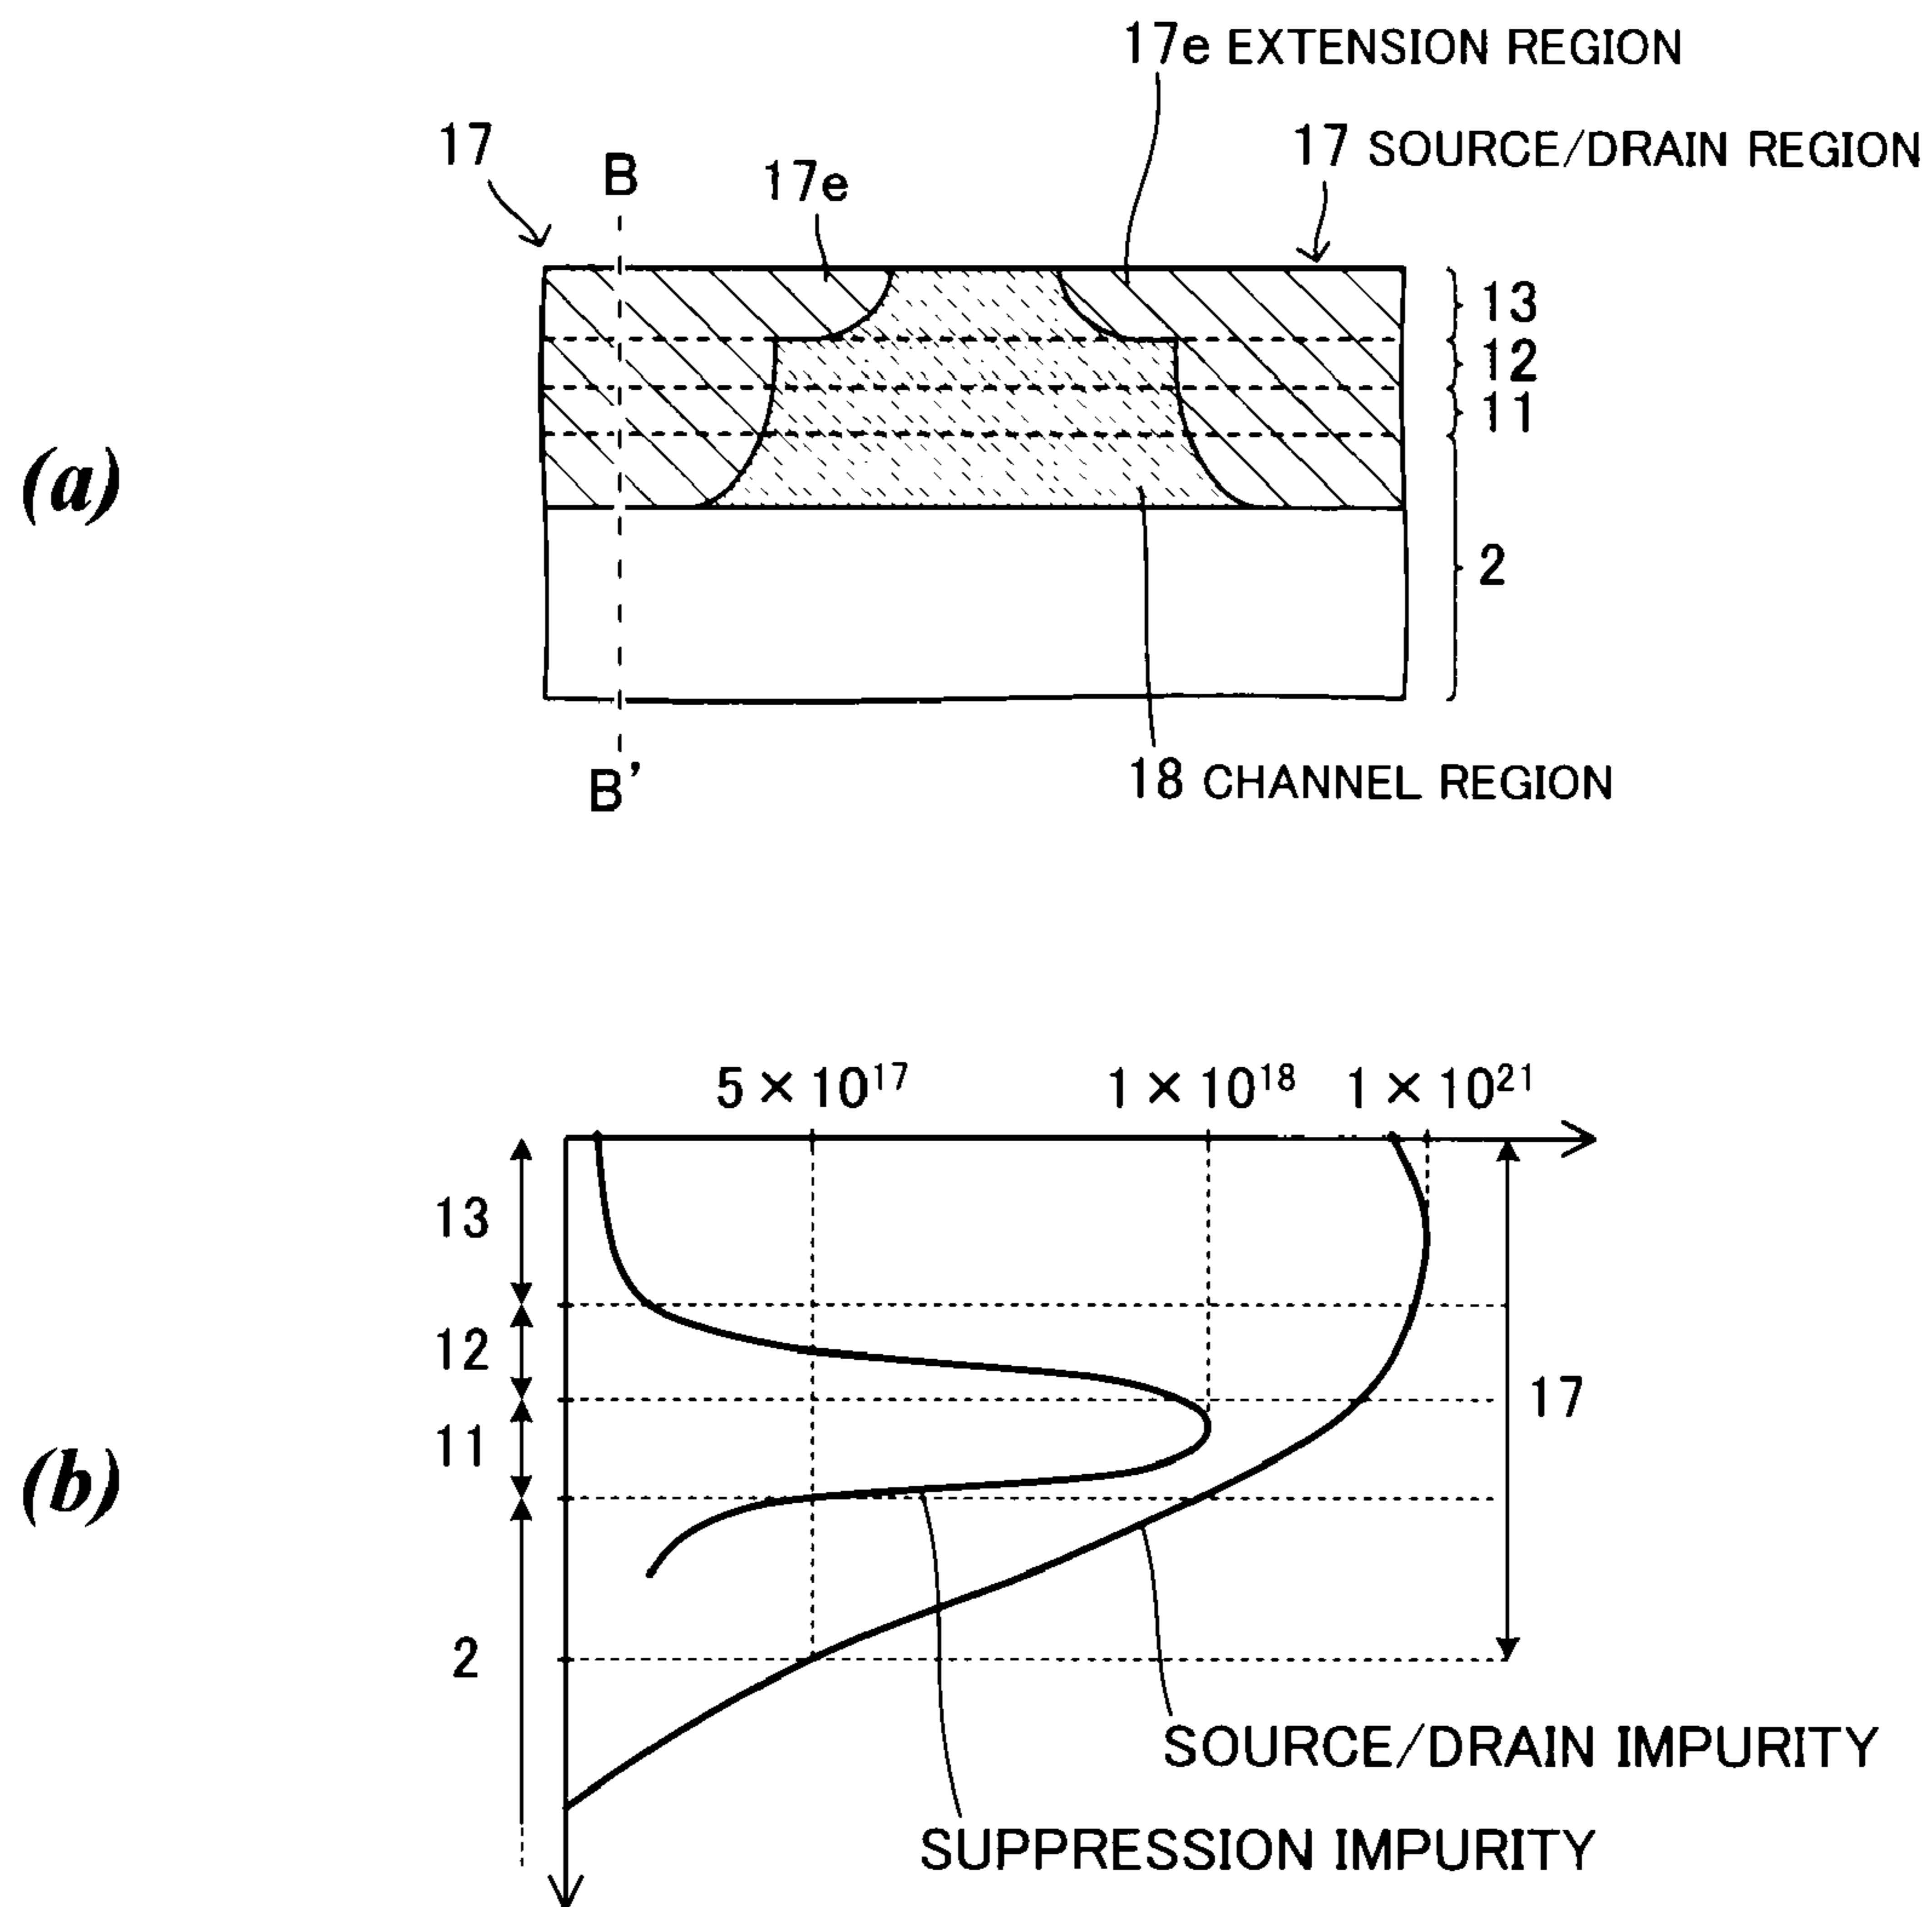 17e EXTENSION REGION
17
B
17e
17 SOURCE/DRAIN REGION
13
12
11
(a)
2
B'
18 CHANNEL REGION
5×10¹⁷
1×10¹⁸
1×10²¹
13
12
11
17
(b)
2
SOURCE/DRAIN IMPURITY
SUPPRESSION IMPURITY